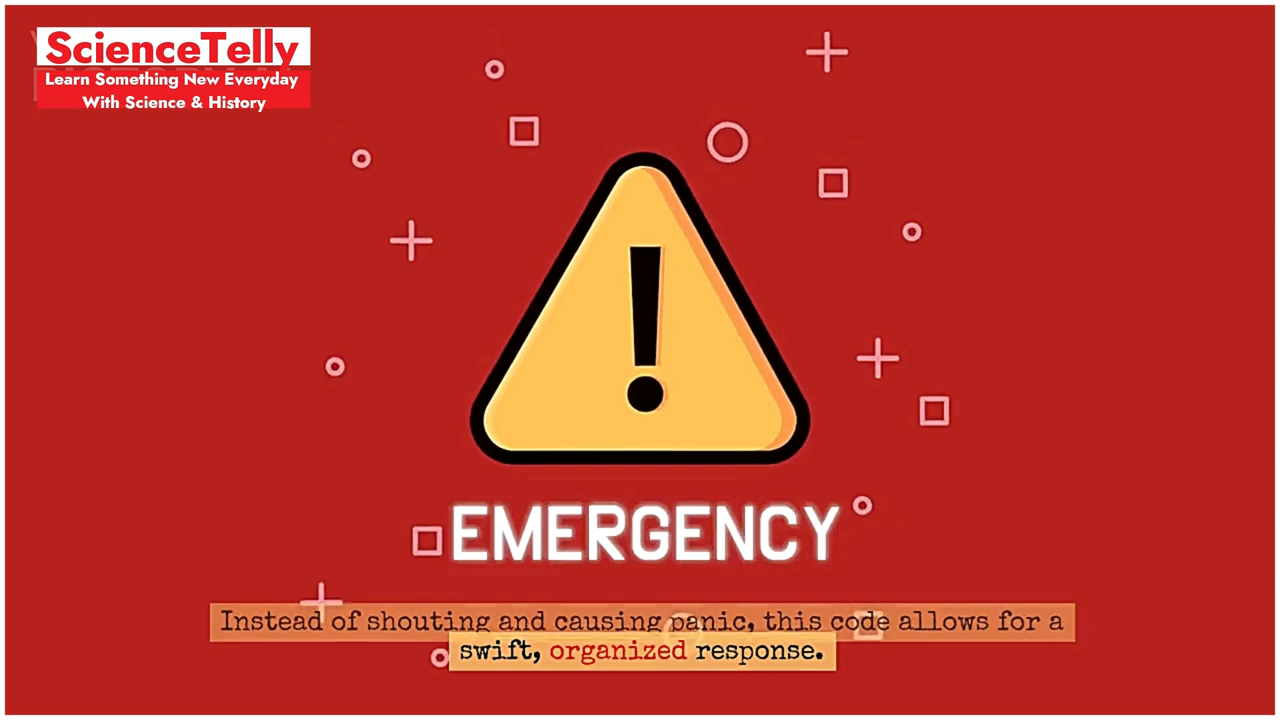 ScienceTelly
Learn Something New Everyday
With Science & History
!
EMERGENCY
Instead of shouting and causing panic, this code allows for a
swift, organized response.